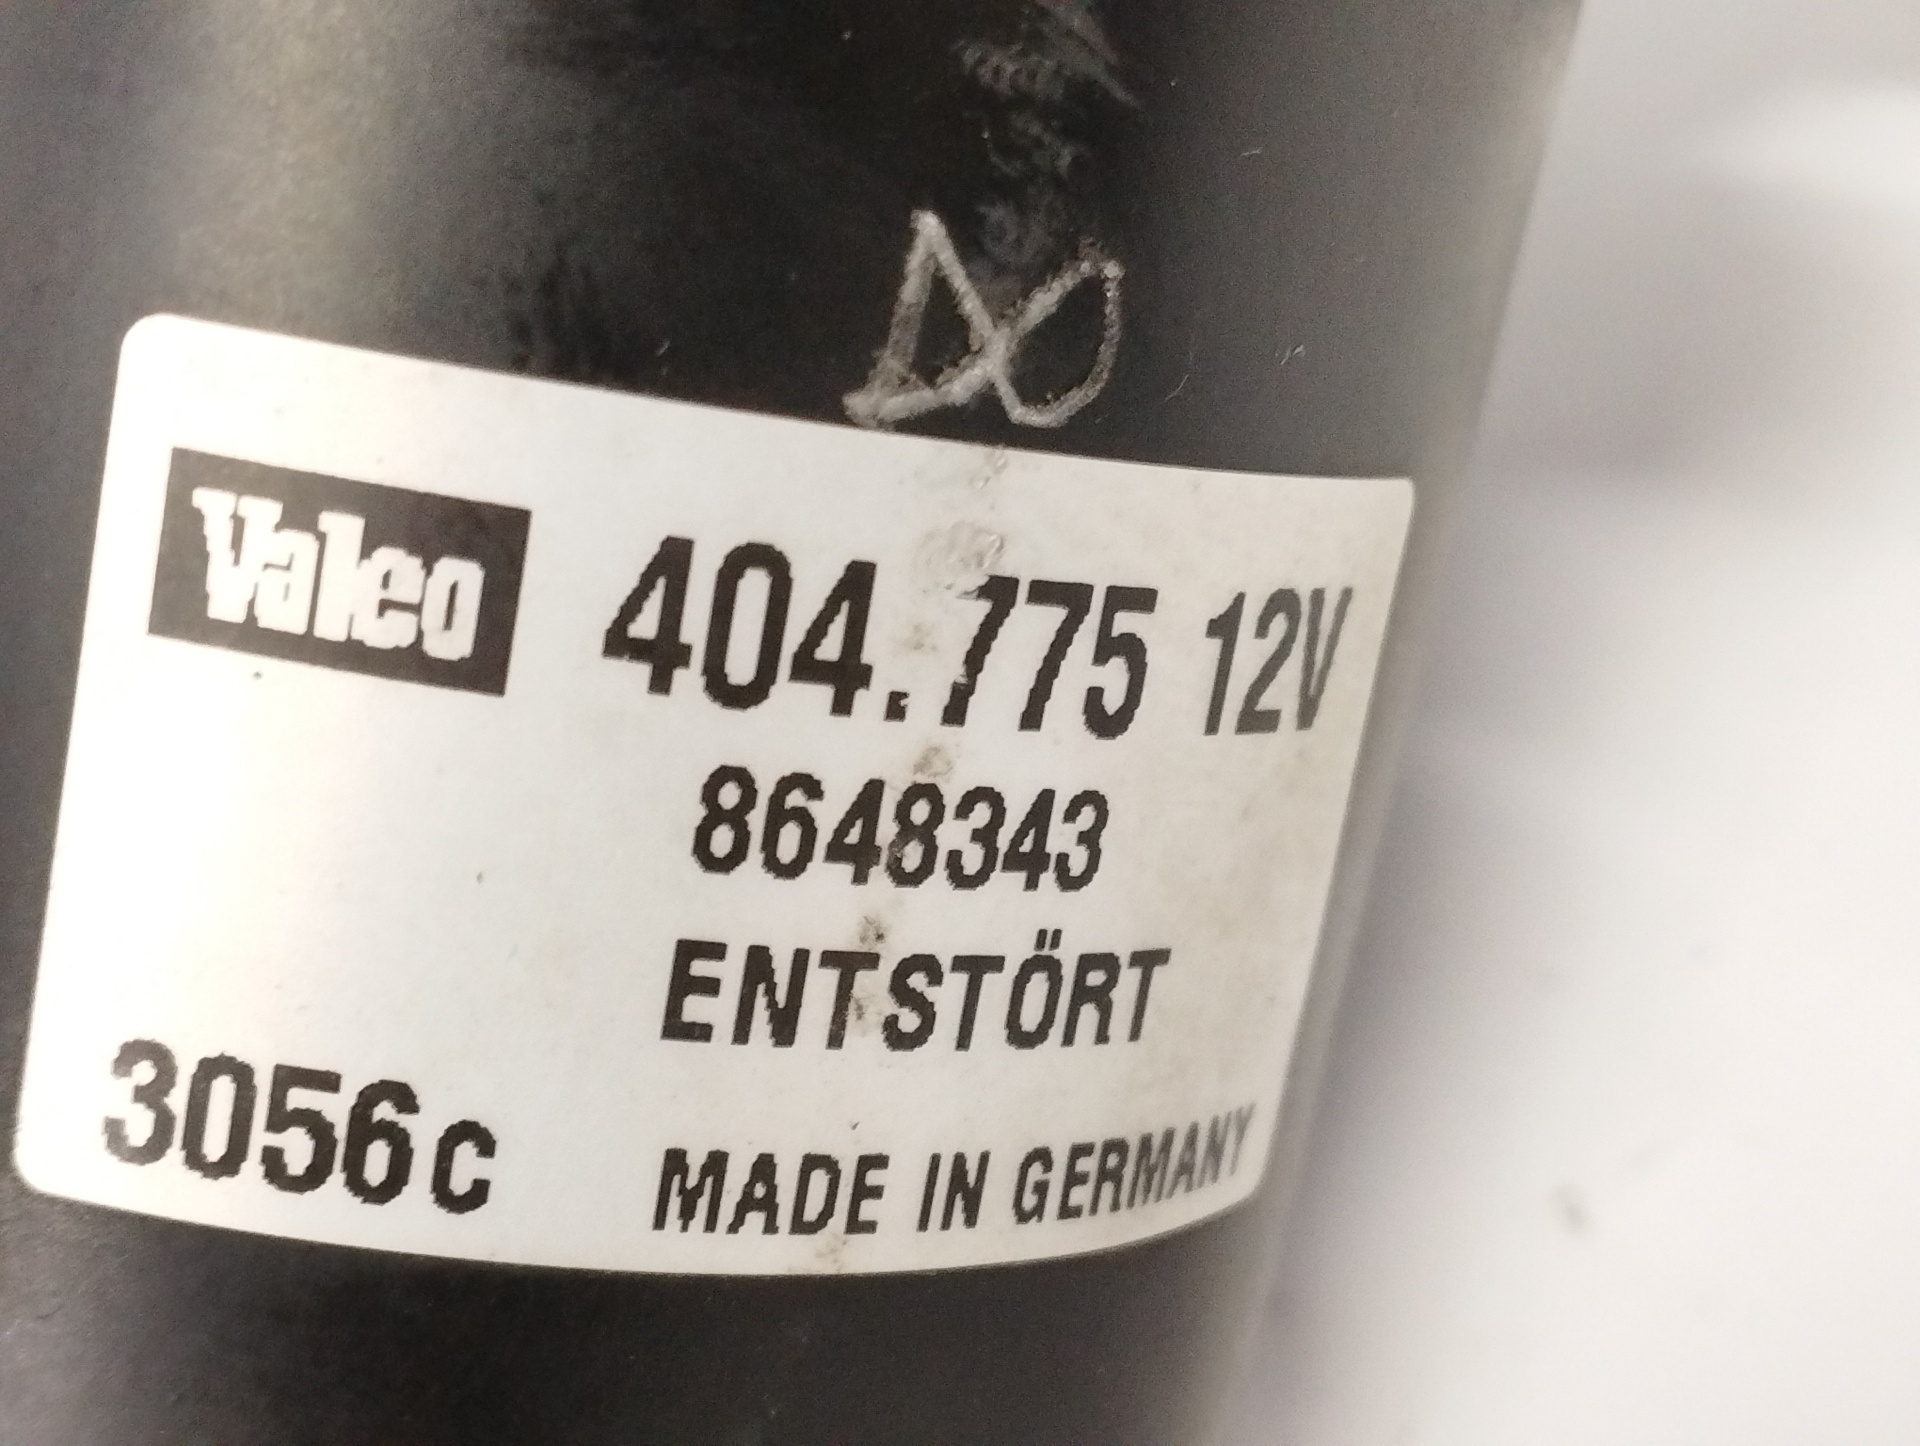 Valeo 404.775 12V
8648343
ENTSTÖRT
3056c MADE IN GERMANY